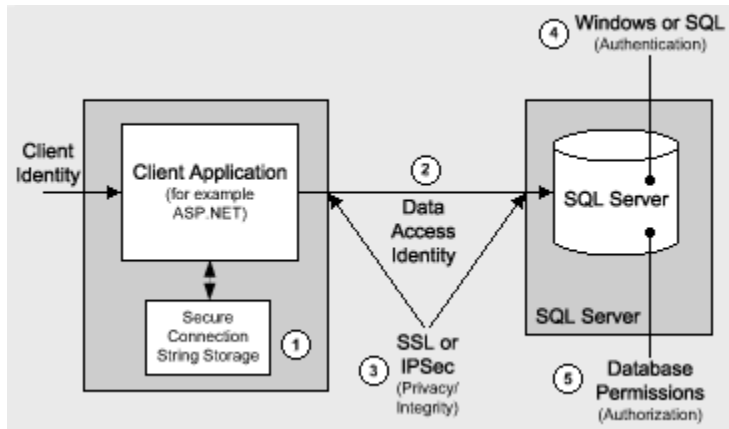 4
Windows or SQL
(Authentication)
Client
Identity
Client Application
(for example
ASP.NET)
2
Data
Access
Identity
SQL Server
Secure
Connection
String Storage
1
3
SSL or
IPSec
(Privacy/
Integrity)
SQL Server
5
Database
Permissions
(Authorization)